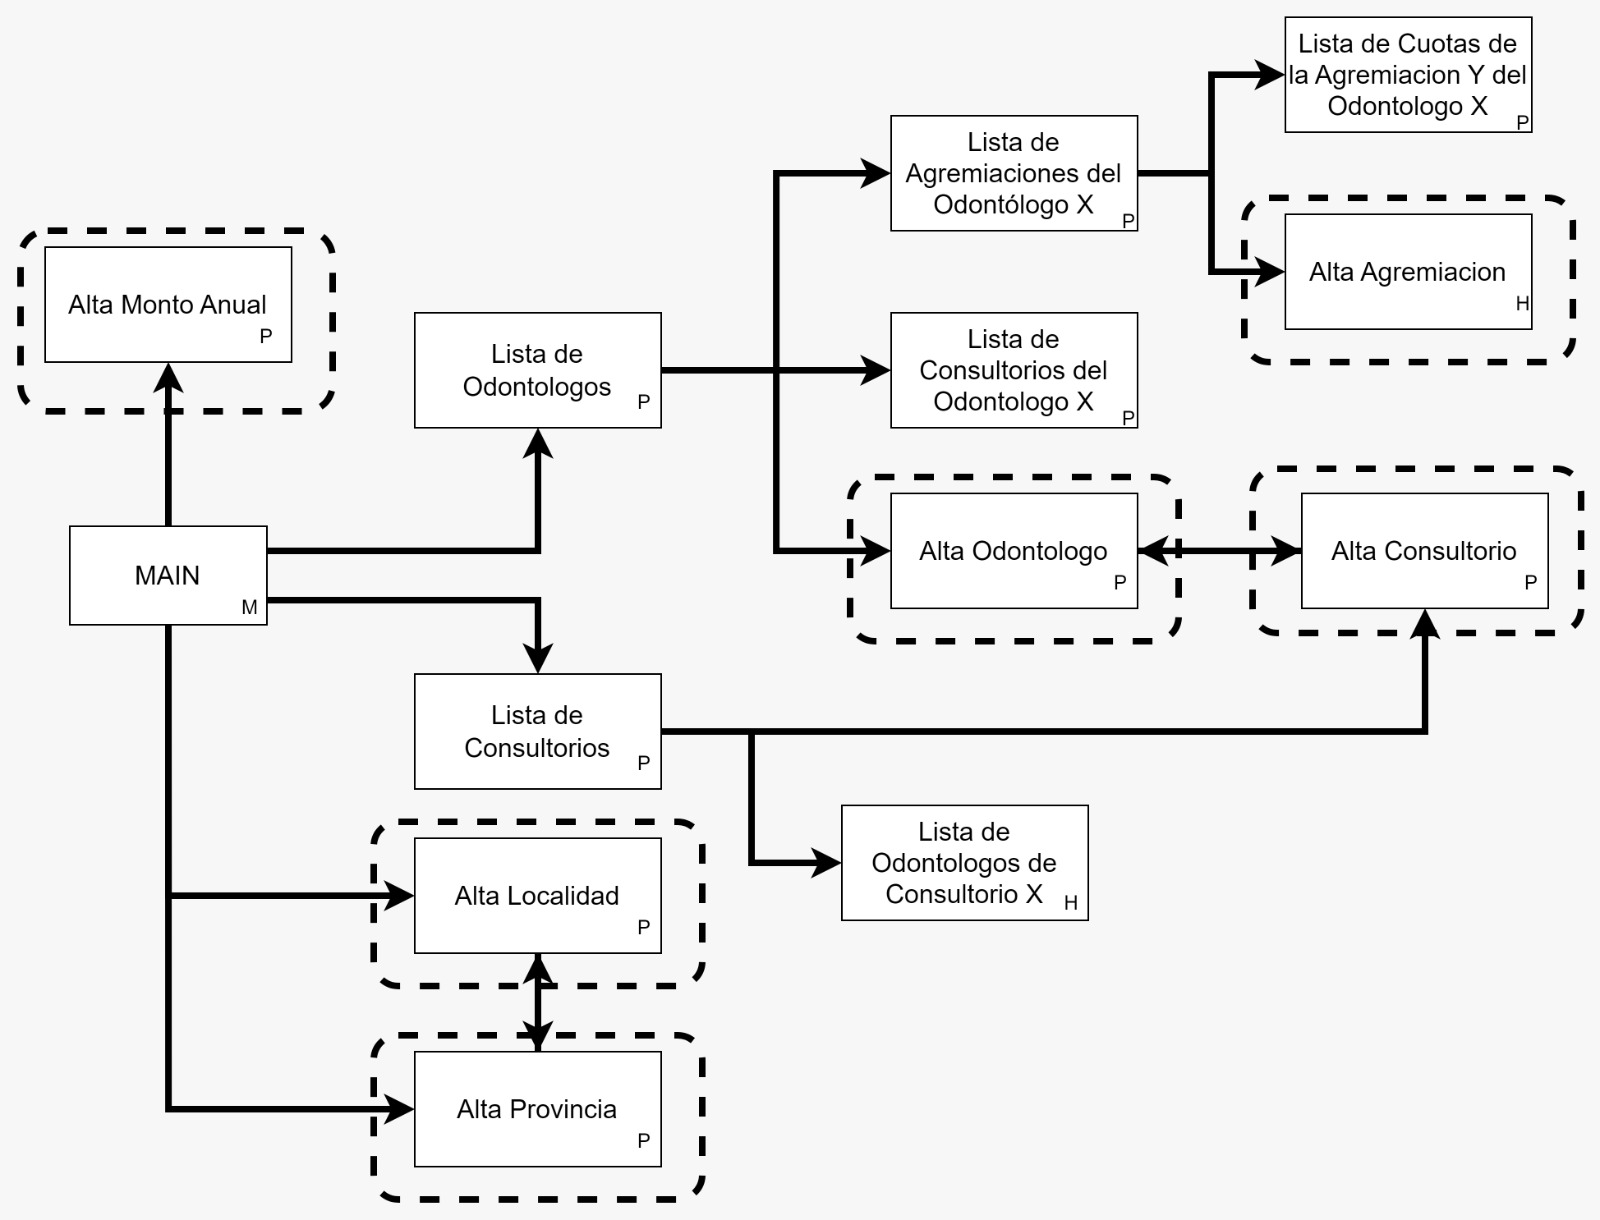 Lista de Cuotas de
la Agremiacion Y del
Odontologo X
P
Lista de
Agremiaciones del
Odontólogo X
P
Alta Agremiacion
H
Alta Monto Anual
P
Lista de
Odontologos
P
Lista de
Consultorios del
Odontologo X
P
Alta Odontologo
P
Alta Consultorio
P
MAIN
M
Lista de
Consultorios
P
Lista de
Odontologos de
Consultorio X
H
Alta Localidad
P
Alta Provincia
P